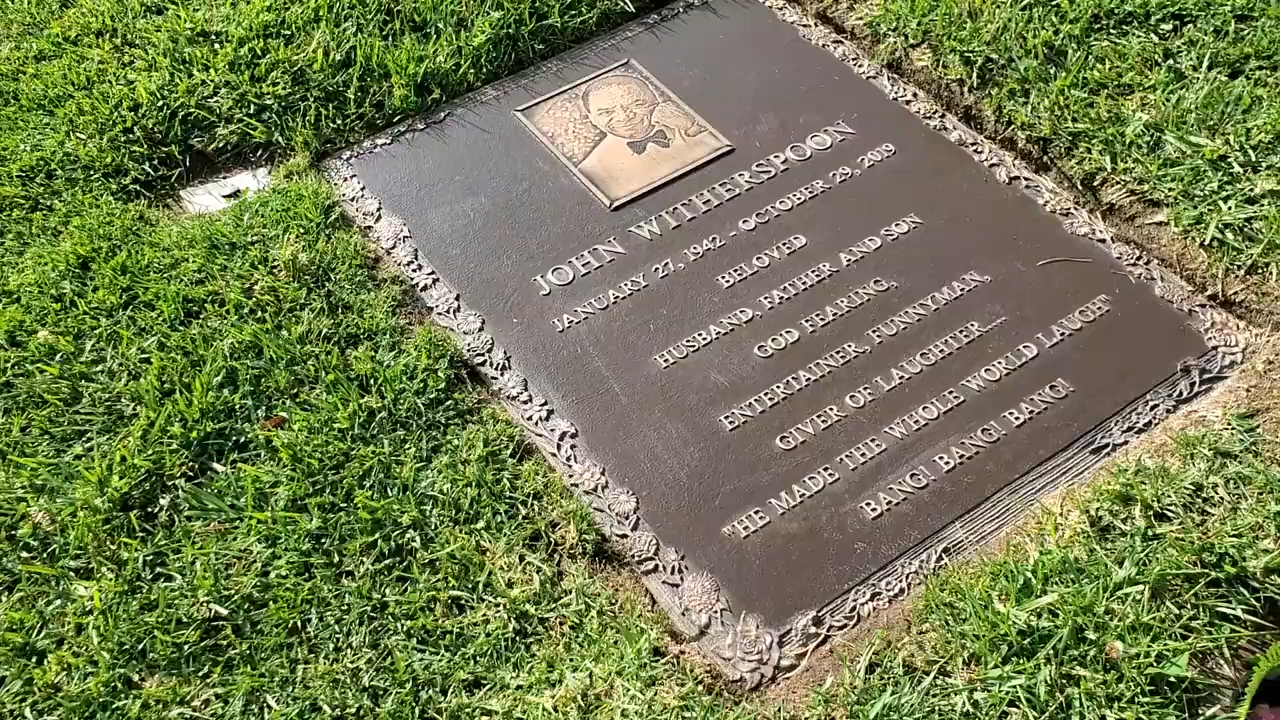 JOHN WITHERSPOON
JANUARY 27, 1942 - OCTOBER 29, 2019
BELOVED
HUSBAND, FATHER AND SON
GOD FEARING,
ENTERTAINER, FUNNYMAN,
GIVER OF LAUGHTER....
"HE MADE THE WHOLE WORLD LAUGH"
BANG! BANG! BANG!